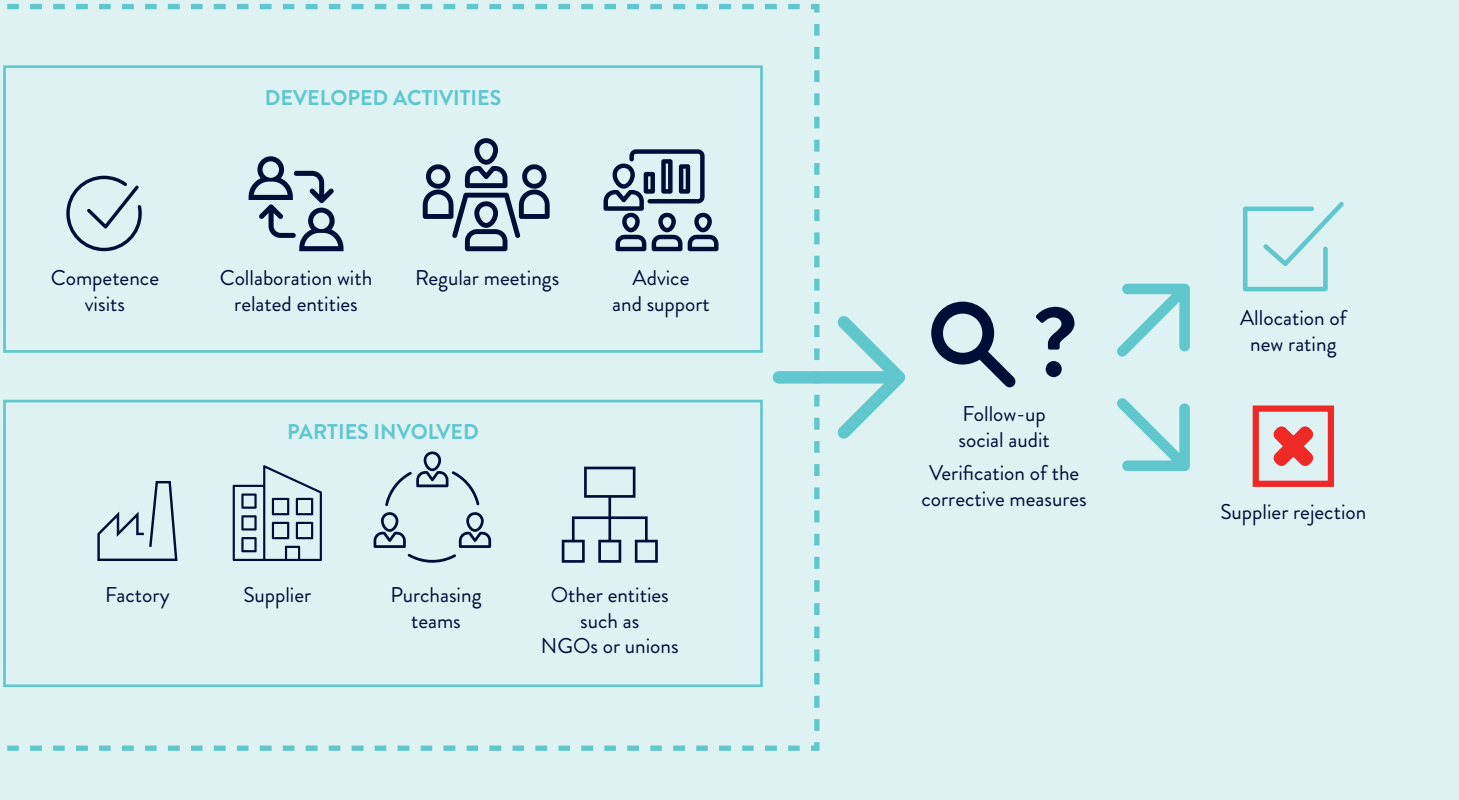 DEVELOPED ACTIVITIES
Competence
visits
Collaboration with
related entities
Regular meetings
Advice
and support
PARTIES INVOLVED
Factory
Supplier
Purchasing
teams
Other entities
such as
NGOs or unions
?
Follow-up
social audit
Verification of the
corrective measures
Allocation of
new rating
Supplier rejection